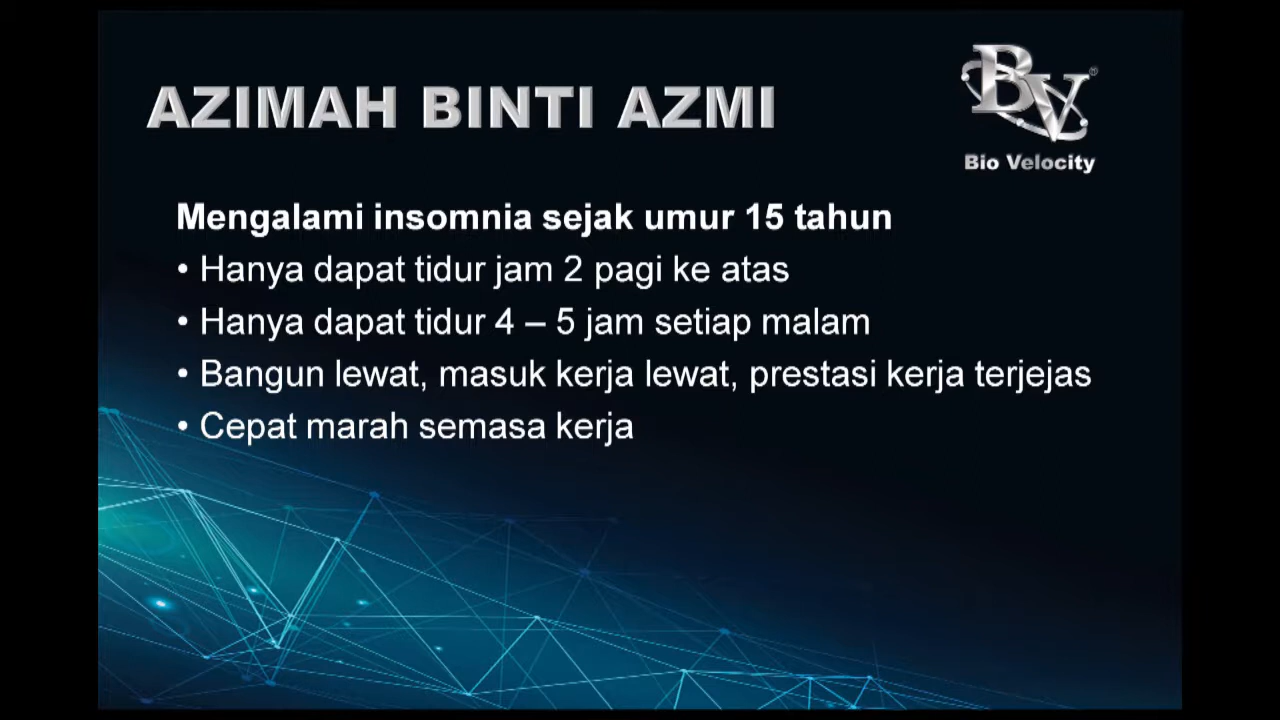 AZIMAH BINTI AZMI
BV®
Bio Velocity
Mengalami insomnia sejak umur 15 tahun
• Hanya dapat tidur jam 2 pagi ke atas
• Hanya dapat tidur 4 – 5 jam setiap malam
• Bangun lewat, masuk kerja lewat, prestasi kerja terjejas
• Cepat marah semasa kerja